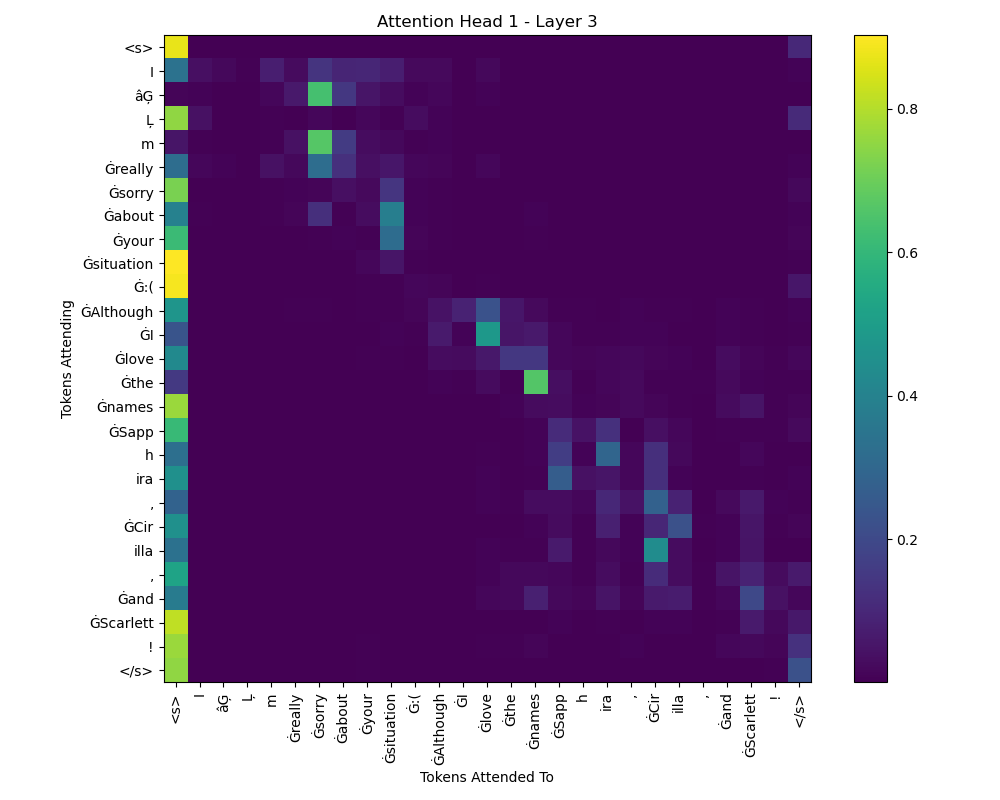 Attention Head 1 - Layer 3
Tokens Attending
<s>
I
âĢ
Ļ
m
Ġreally
Ġsorry
Ġabout
Ġyour
Ġsituation
Ġ:(
ĠAlthough
ĠI
Ġlove
Ġthe
Ġnames
ĠSapp
h
ira
,
ĠCir
illa
,
Ġand
ĠScarlett
!
</s>
<s>
I
âĢ
Ļ
m
Ġreally
Ġsorry
Ġabout
Ġyour
Ġsituation
Ġ:(
ĠAlthough
ĠI
Ġlove
Ġthe
Ġnames
ĠSapp
h
ira
,
ĠCir
illa
,
Ġand
ĠScarlett
!
</s>
Tokens Attended To
0.8
0.6
0.4
0.2